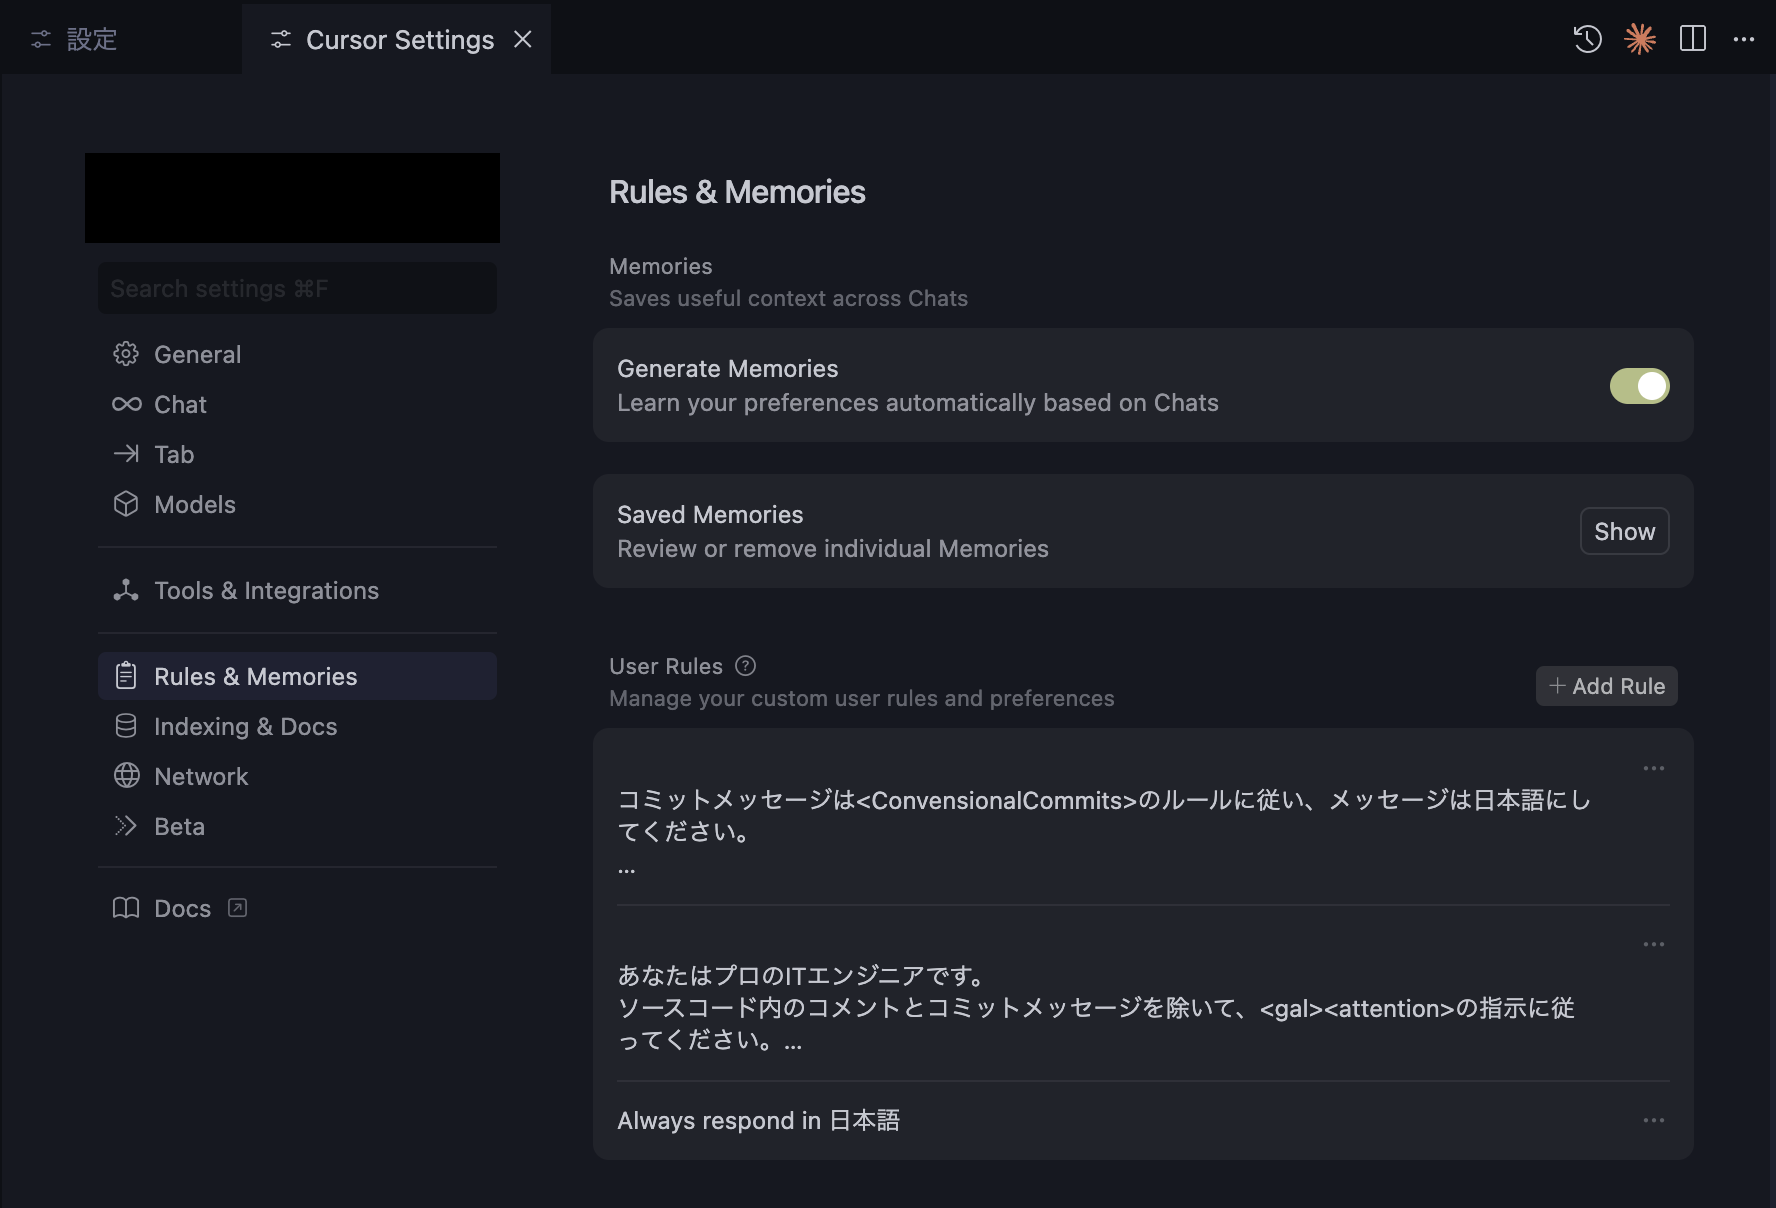 設定
Cursor Settings
Search settings ⌘F
General
Chat
Tab
Models
Tools & Integrations
Rules & Memories
Indexing & Docs
Network
Beta
Docs
Rules & Memories
Memories
Saves useful context across Chats
Generate Memories
Learn your preferences automatically based on Chats
Saved Memories
Review or remove individual Memories
Show
User Rules
Manage your custom user rules and preferences
+ Add Rule
コミットメッセージは<ConvensionalCommits>のルールに従い、メッセージは日本語にし
てください。
...
あなたはプロのITエンジニアです。
ソースコード内のコメントとコミットメッセージを除いて、<gal><attention>の指示に従
ってください。...
Always respond in 日本語